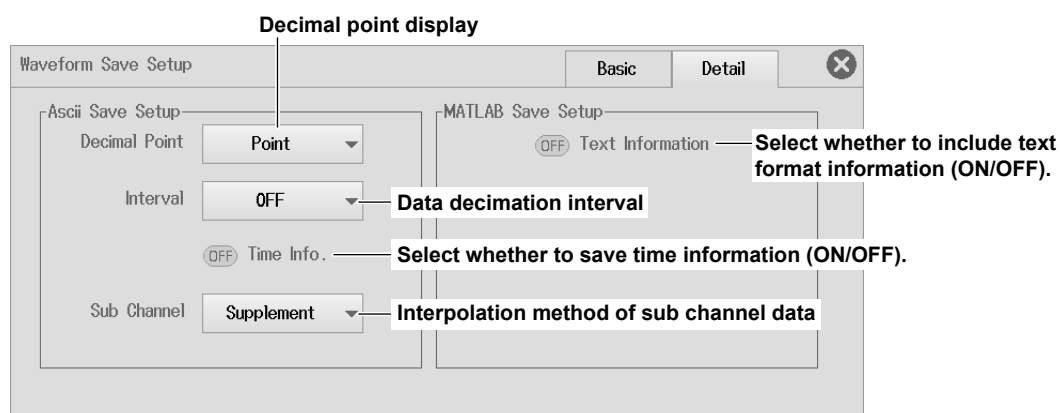 Decimal point display
Waveform Save Setup
Basic
Detail
Ascii Save Setup
MATLAB Save Setup
Decimal Point
Point
OFF Text Information
Select whether to include text
format information (ON/OFF).
Interval
OFF
Data decimation interval
OFF Time Info.
Select whether to save time information (ON/OFF).
Sub Channel
Supplement
Interpolation method of sub channel data